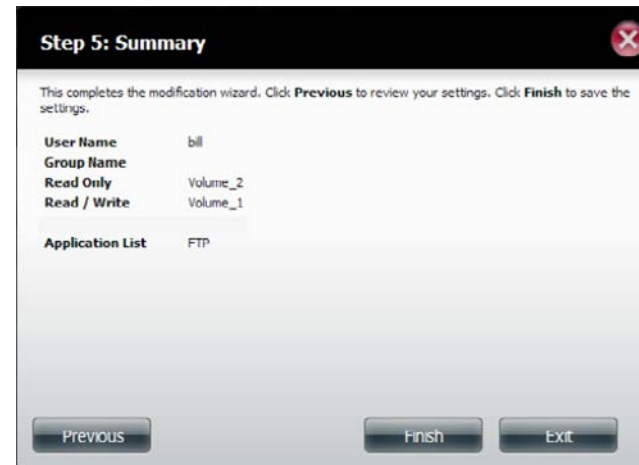 Step 5: Summary
This completes the modification wizard. Click Previous to review your settings. Click Finish to save the
settings.
User Name bill
Group Name
Read Only Volume_2
Read / Write Volume_1
Application List FTP
Previous Finish Exit